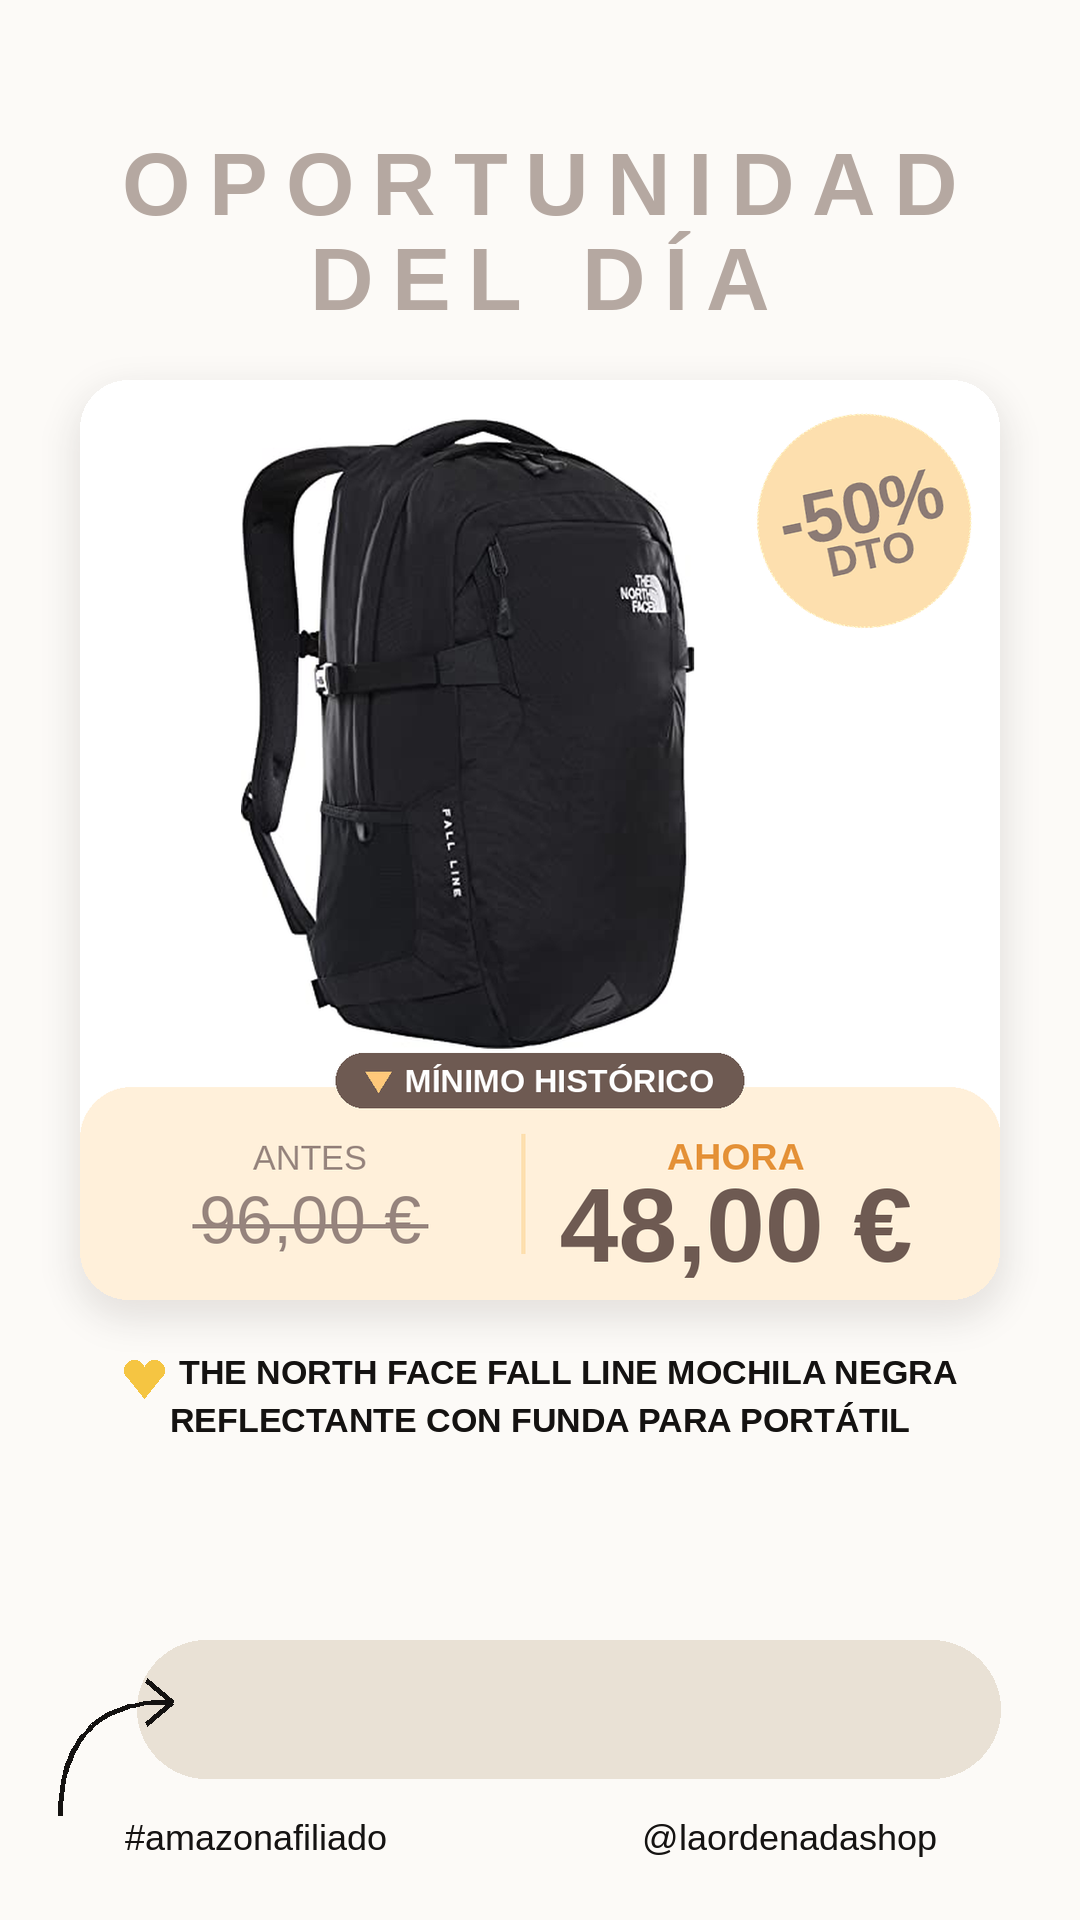 OPORTUNIDAD
DEL DÍA
-50%
DTO
THE
NORTH
FACE
FALL LINE
MÍNIMO HISTÓRICO
ANTES
96,00 €
AHORA
48,00 €
THE NORTH FACE FALL LINE MOCHILA NEGRA
REFLECTANTE CON FUNDA PARA PORTÁTIL
#amazonafiliado
@laordenadashop